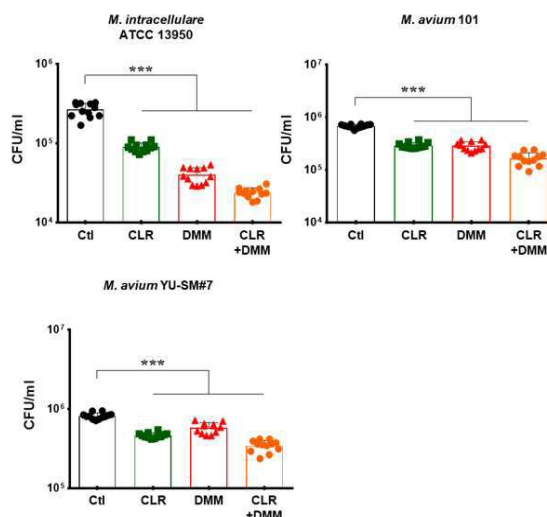 M. intracellulare
ATCC 13950
CFU/ml
10⁶
10⁵
10⁴
***
Ctl CLR DMM CLR
+DMM
M. avium 101
CFU/ml
10⁷
10⁶
10⁵
10⁴
***
Ctl CLR DMM CLR
+DMM
M. avium YU-SM#7
CFU/ml
10⁷
10⁶
10⁵
***
Ctl CLR DMM CLR
+DMM